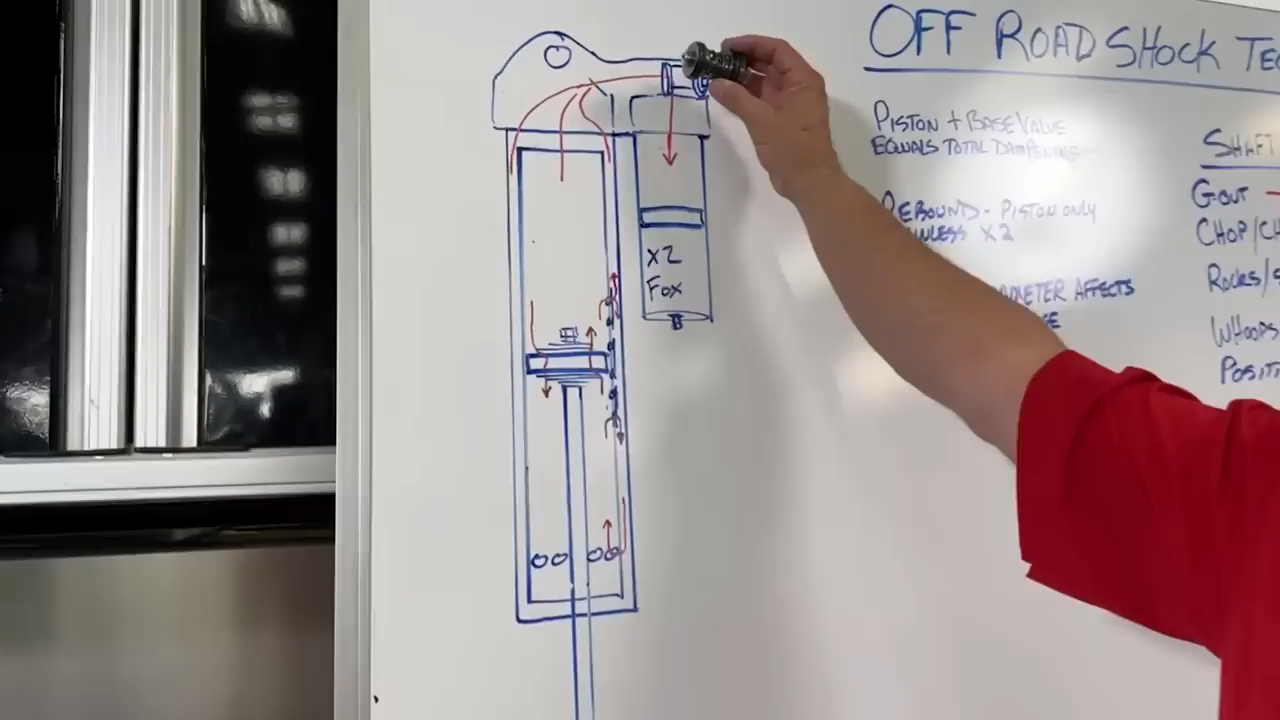 OFF ROAD SHOCK TE
PISTON + BASE VALVE
EQUALS TOTAL DAMPENING
REBOUND - PISTON ONLY
X2
AFFECTS
SHAFT
G-OUT
CHOP/CH
ROCKS/
WHOOPS
POSIT
X2
FOX